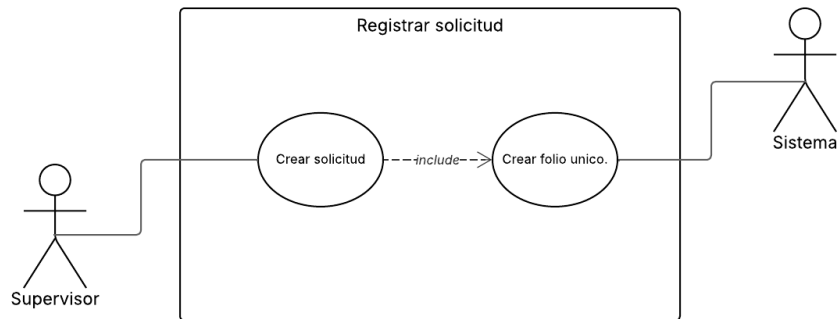 Registrar solicitud
Sistema
Crear solicitud
include
Crear folio unico.
Supervisor